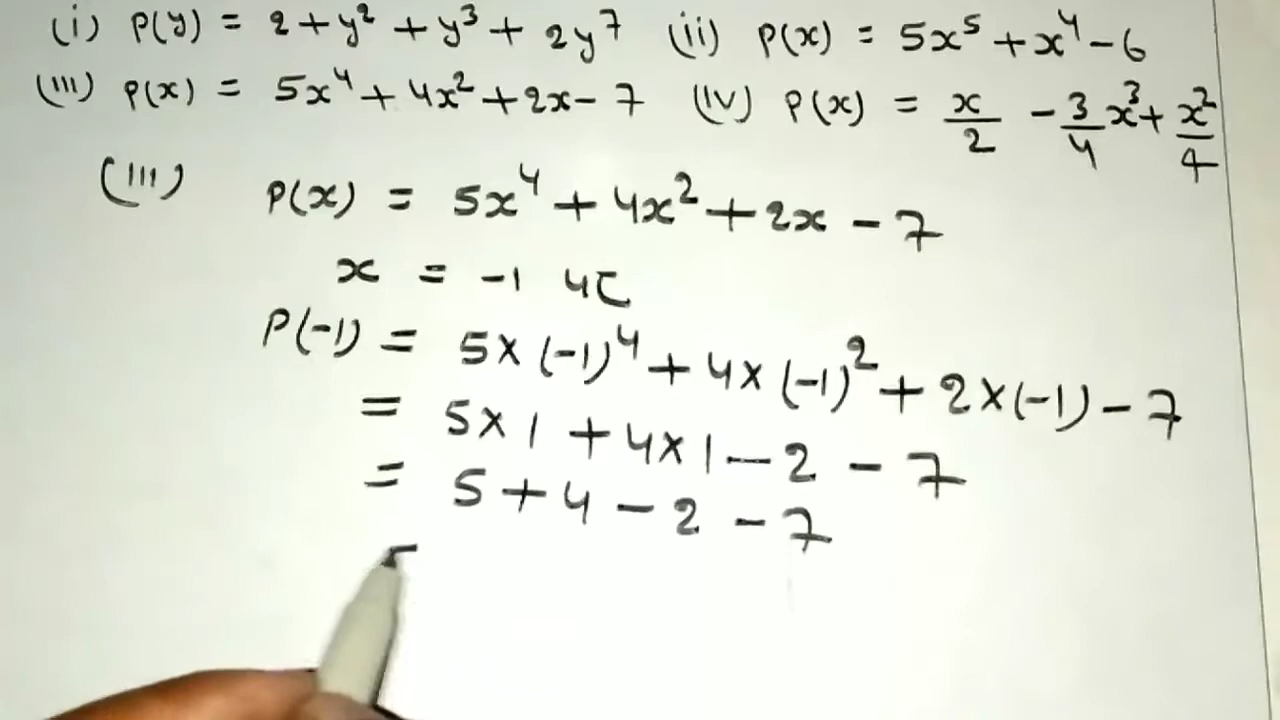 (i) p(y) = 2 + y² + y³ + 2y⁷ (ii) p(x) = 5x⁵ + x⁴ - 6
(III) p(x) = 5x⁴ + 4x² + 2x - 7 (IV) p(x) = x/2 - 3/4 x³ + x²/4
(III) p(x) = 5x⁴ + 4x² + 2x - 7
x = -1
P(-1) = 5×(-1)⁴ + 4×(-1)² + 2×(-1) - 7
= 5×1 + 4×1 - 2 - 7
= 5 + 4 - 2 - 7